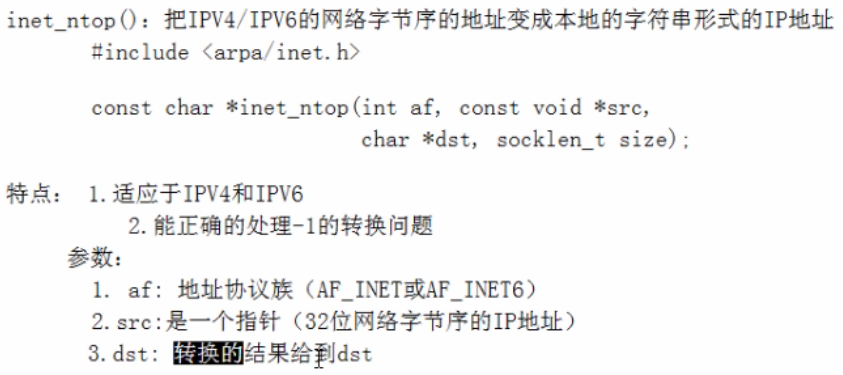 inet_ntop(): 把IPV4/IPV6的网络字节序的地址变成本地的字符串形式的IP地址
#include <arpa/inet.h>
const char *inet_ntop(int af, const void *src,
char *dst, socklen_t size);
特点: 1.适应于IPV4和IPV6
2.能正确的处理-1的转换问题
参数:
1. af: 地址协议族（AF_INET或AF_INET6）
2.src:是一个指针（32位网络字节序的IP地址）
3.dst: 转换的结果给到dst